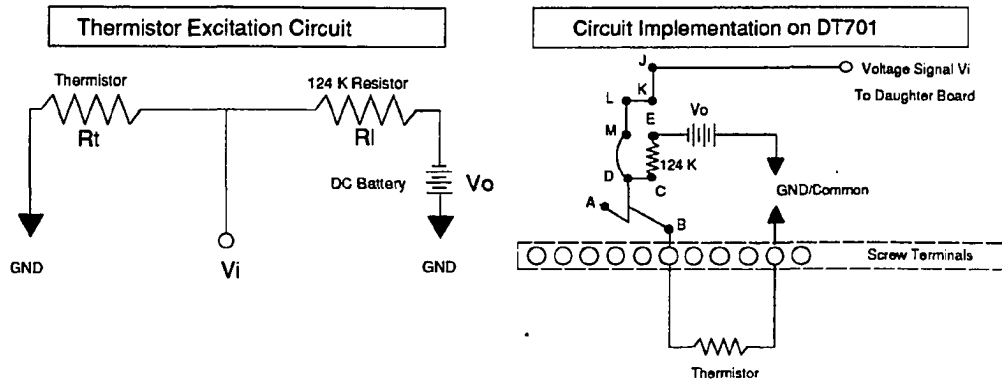 Thermistor Excitation Circuit
Thermistor
124 K Resistor
Rt
Rl
DC Battery
Vo
GND
Vi
GND
Circuit Implementation on DT701
J
Voltage Signal Vi
K
To Daughter Board
L
E
Vo
M
124 K
D
C
GND/Common
A
B
Screw Terminals
Thermistor